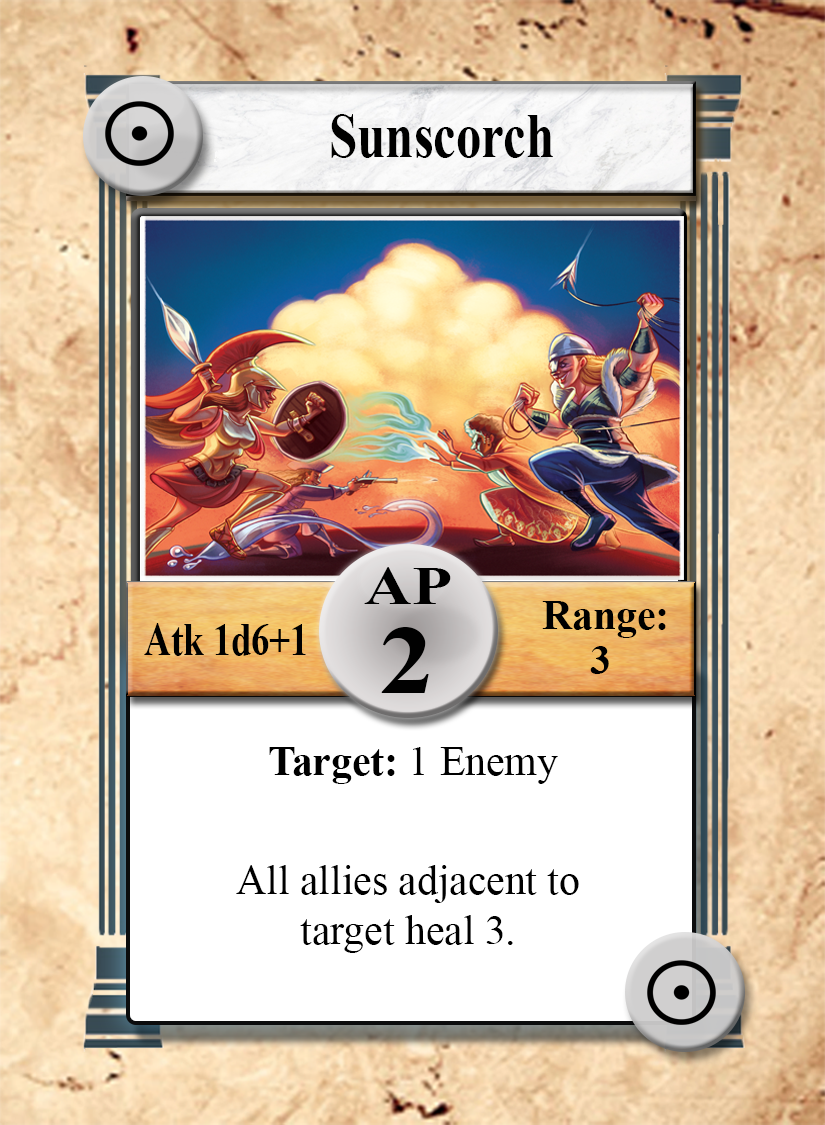 Sunscorch
Atk 1d6+1
AP
2
Range:
3
Target: 1 Enemy
All allies adjacent to
target heal 3.